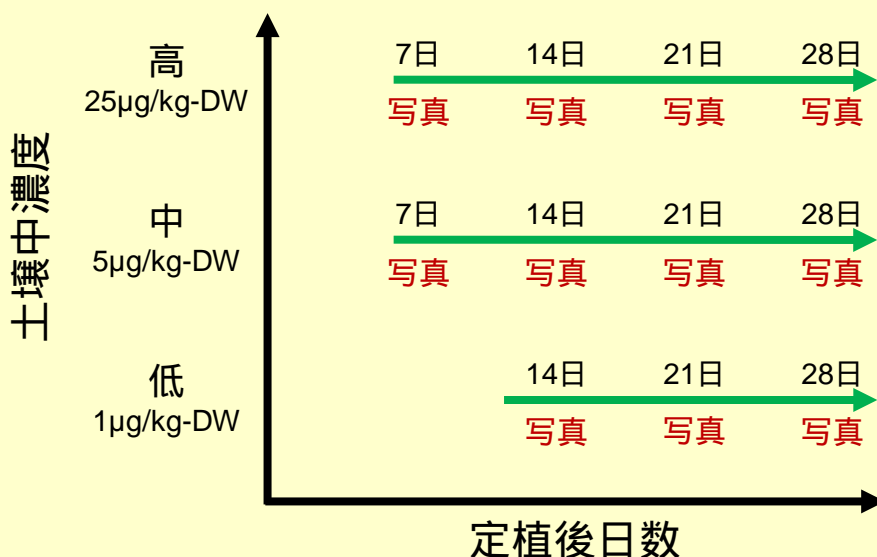 土壌中濃度
高
25μg/kg-DW
7日 14日 21日 28日
写真 写真 写真 写真
中
5μg/kg-DW
7日 14日 21日 28日
写真 写真 写真 写真
低
1μg/kg-DW
14日 21日 28日
写真 写真 写真
定植後日数